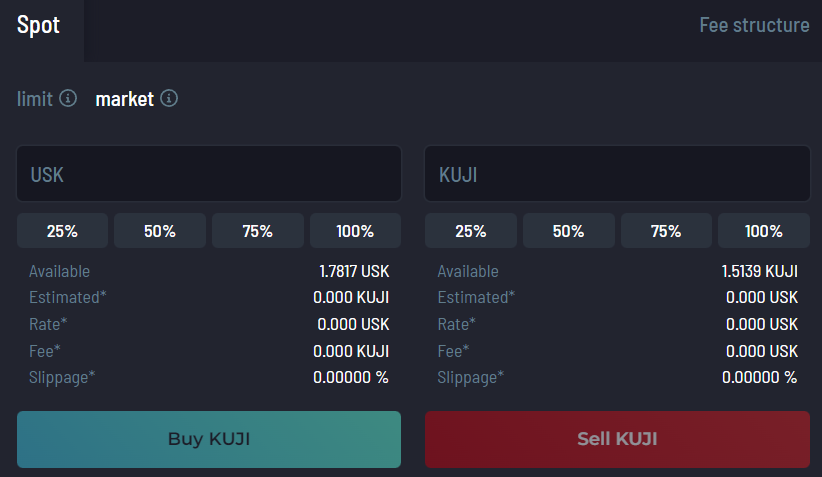 Spot
Fee structure
limit market
USK
25% 50% 75% 100%
Available 1.7817 USK
Estimated* 0.000 KUJI
Rate* 0.000 USK
Fee* 0.000 KUJI
Slippage* 0.00000 %
Buy KUJI
KUJI
25% 50% 75% 100%
Available 1.5139 KUJI
Estimated* 0.000 USK
Rate* 0.000 USK
Fee* 0.000 USK
Slippage* 0.00000 %
Sell KUJI